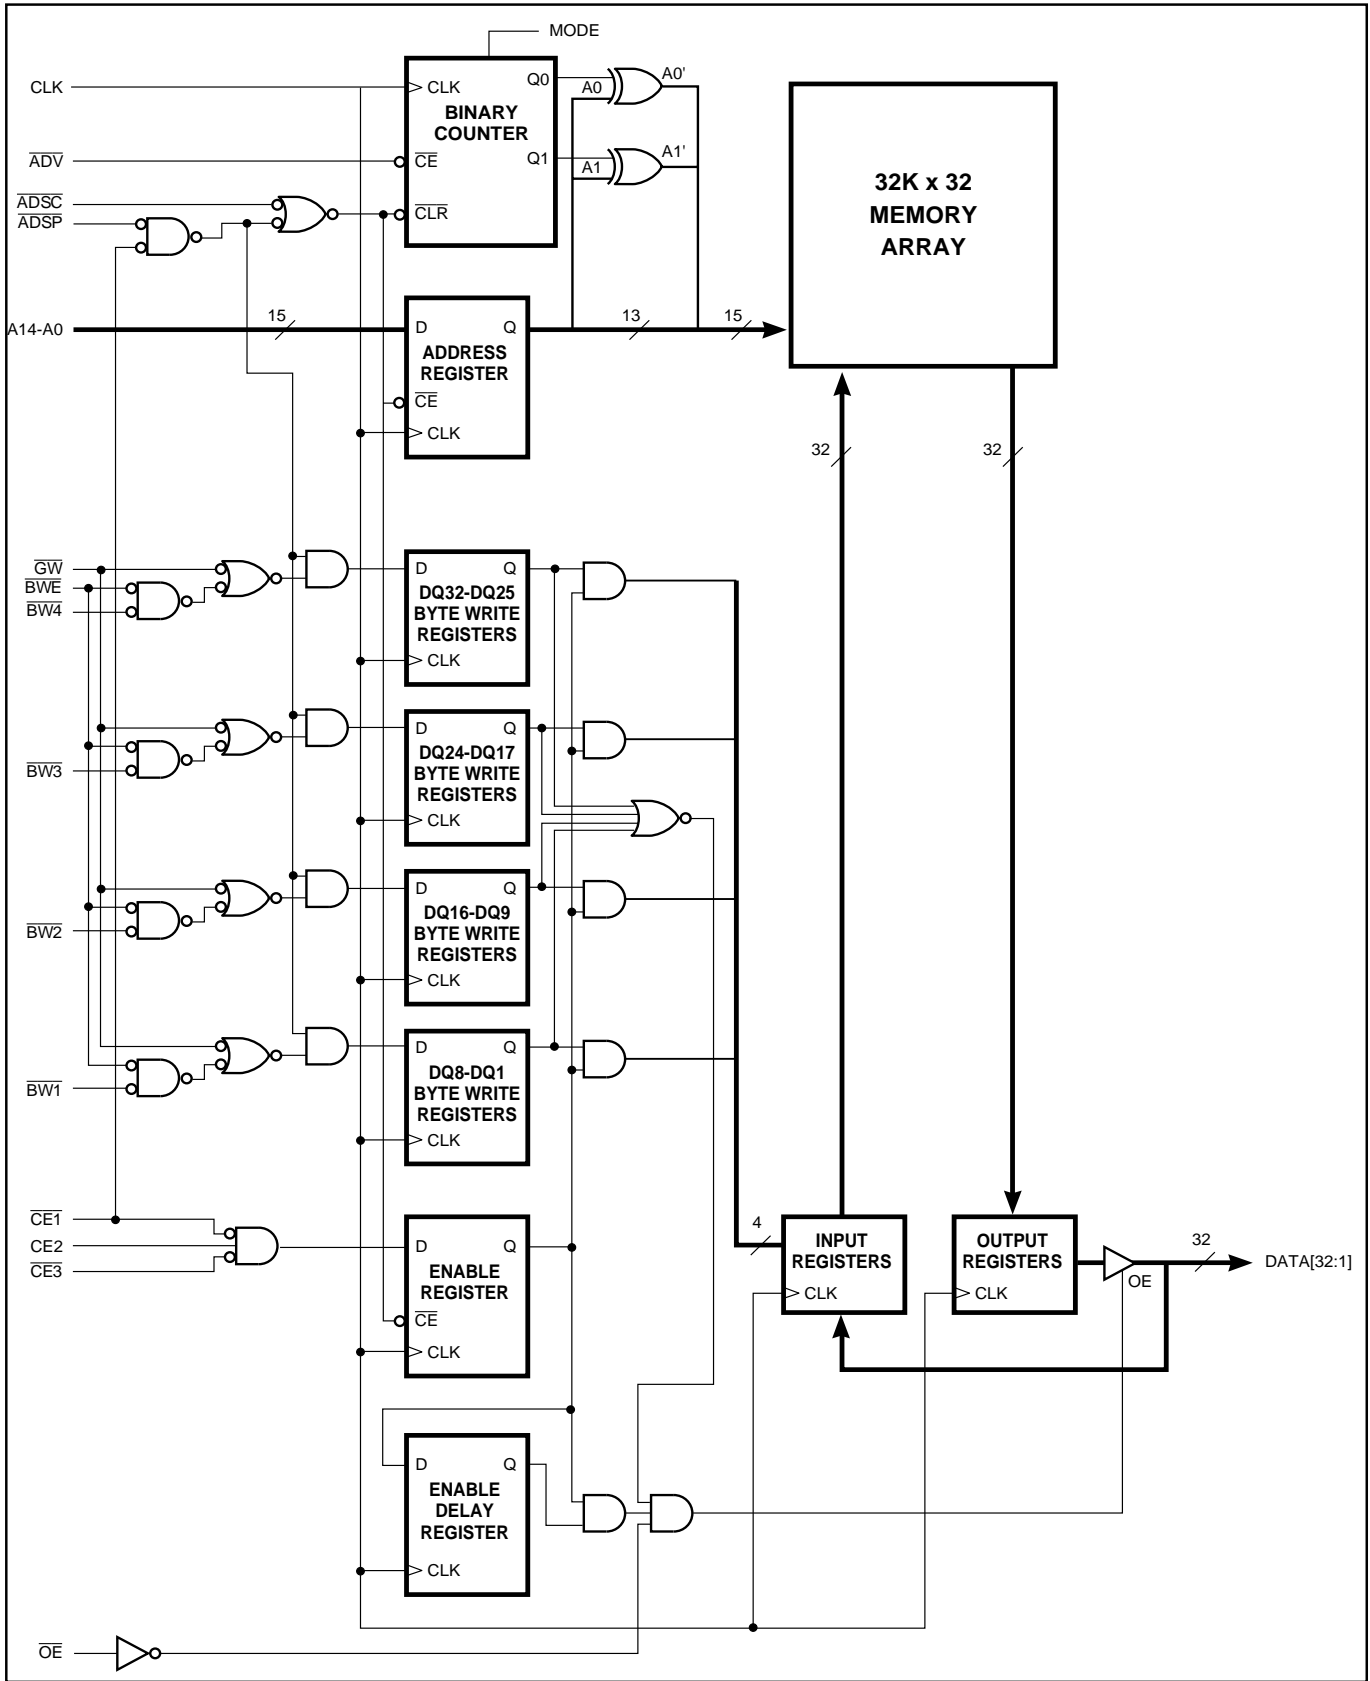 MODE
CLK
ADV
ADSC
ADSP
CLK
BINARY
COUNTER
CE
CLR
Q0
Q1
A0
A0'
A1
A1'
32K x 32
MEMORY
ARRAY
A14-A0
15
D
Q
ADDRESS
REGISTER
CE
CLK
13
15
32
32
GW
BWE
BW4
D
Q
DQ32-DQ25
BYTE WRITE
REGISTERS
CLK
BW3
D
Q
DQ24-DQ17
BYTE WRITE
REGISTERS
CLK
BW2
D
Q
DQ16-DQ9
BYTE WRITE
REGISTERS
CLK
BW1
D
Q
DQ8-DQ1
BYTE WRITE
REGISTERS
CLK
CE1
CE2
CE3
D
Q
ENABLE
REGISTER
CE
CLK
4
INPUT
REGISTERS
CLK
OUTPUT
REGISTERS
CLK
OE
32
DATA[32:1]
D
Q
ENABLE
DELAY
REGISTER
CLK
OE